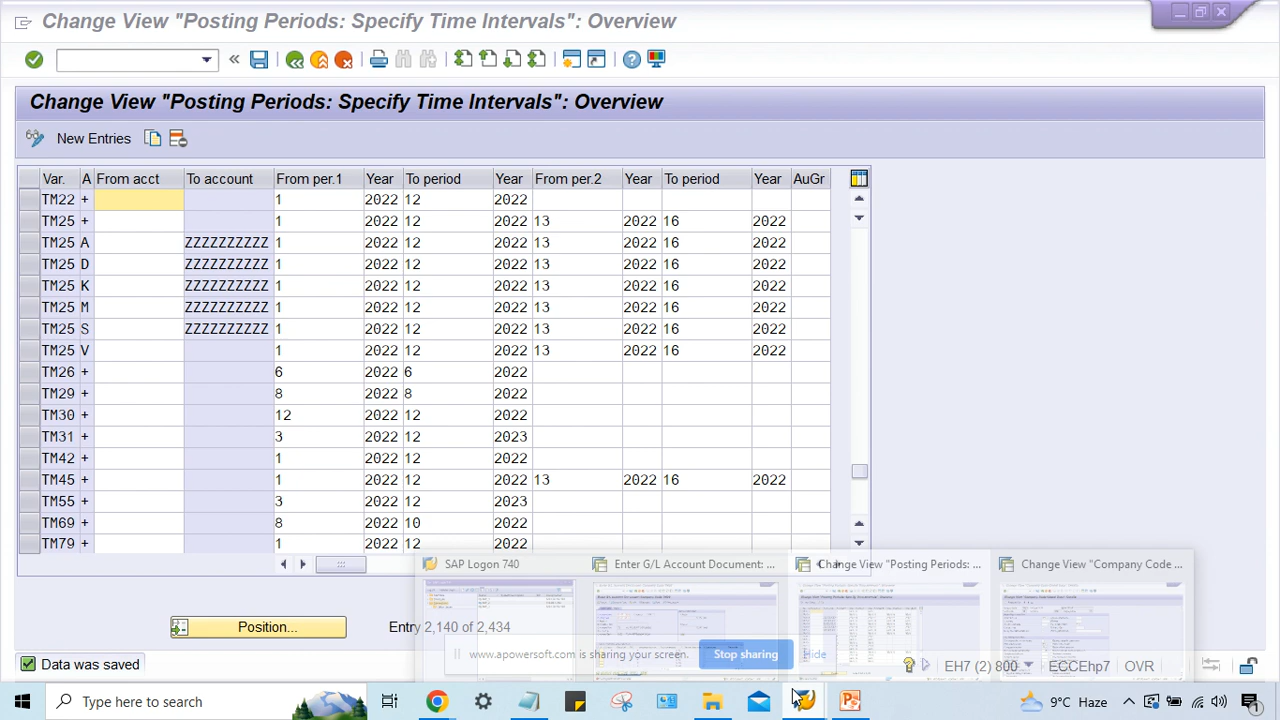 Change View "Posting Periods: Specify Time Intervals": Overview
Change View "Posting Periods: Specify Time Intervals": Overview
New Entries
Var. A From acct To account From per.1 Year To period Year From per.2 Year To period Year AuGr
TM22 + 1 2022 12 2022
TM25 + 1 2022 12 2022 13 2022 16 2022
TM25 A ZZZZZZZZZZ 1 2022 12 2022 13 2022 16 2022
TM25 D ZZZZZZZZZZ 1 2022 12 2022 13 2022 16 2022
TM25 K ZZZZZZZZZZ 1 2022 12 2022 13 2022 16 2022
TM25 M ZZZZZZZZZZ 1 2022 12 2022 13 2022 16 2022
TM25 S ZZZZZZZZZZ 1 2022 12 2022 13 2022 16 2022
TM25 V 1 2022 12 2022 13 2022 16 2022
TM26 + 6 2022 6 2022
TM29 + 8 2022 8 2022
TM30 + 12 2022 12 2022
TM31 + 3 2022 12 2023
TM42 + 1 2022 12 2022
TM45 + 1 2022 12 2022 13 2022 16 2022
TM55 + 3 2022 12 2023
TM69 + 8 2022 10 2022
TM79 + 1 2022 12 2022
SAP Logon 740 Enter G/L Account Document: ... Change View "Posting Periods: ... Change View "Company Code ...
Position... Entry 2,140 of 2,434
www.apowersoft.com is sharing your screen. Stop sharing Hide
Data was saved EH7 (2) 800 ECCEhp7 OVR
Type here to search 9°C Haze 1